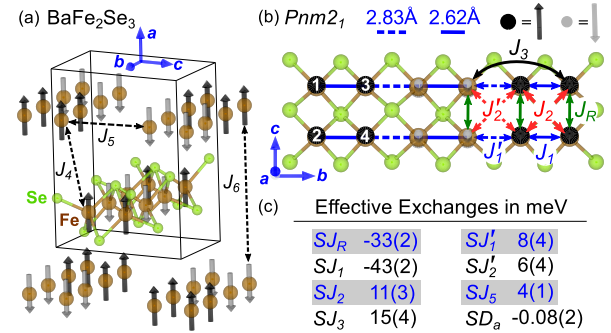 (a) BaFe2Se3
a
b
c
J5
J4
J6
Se
Fe
(b) Pnm21 2.83Å 2.62Å = =
J3
1 3
J2' J2 JR
2 4
J1' J1
c
a b
(c) Effective Exchanges in meV
SJR -33(2) SJ1' 8(4)
SJ1 -43(2) SJ2' 6(4)
SJ2 11(3) SJ5 4(1)
SJ3 15(4) SDa -0.08(2)